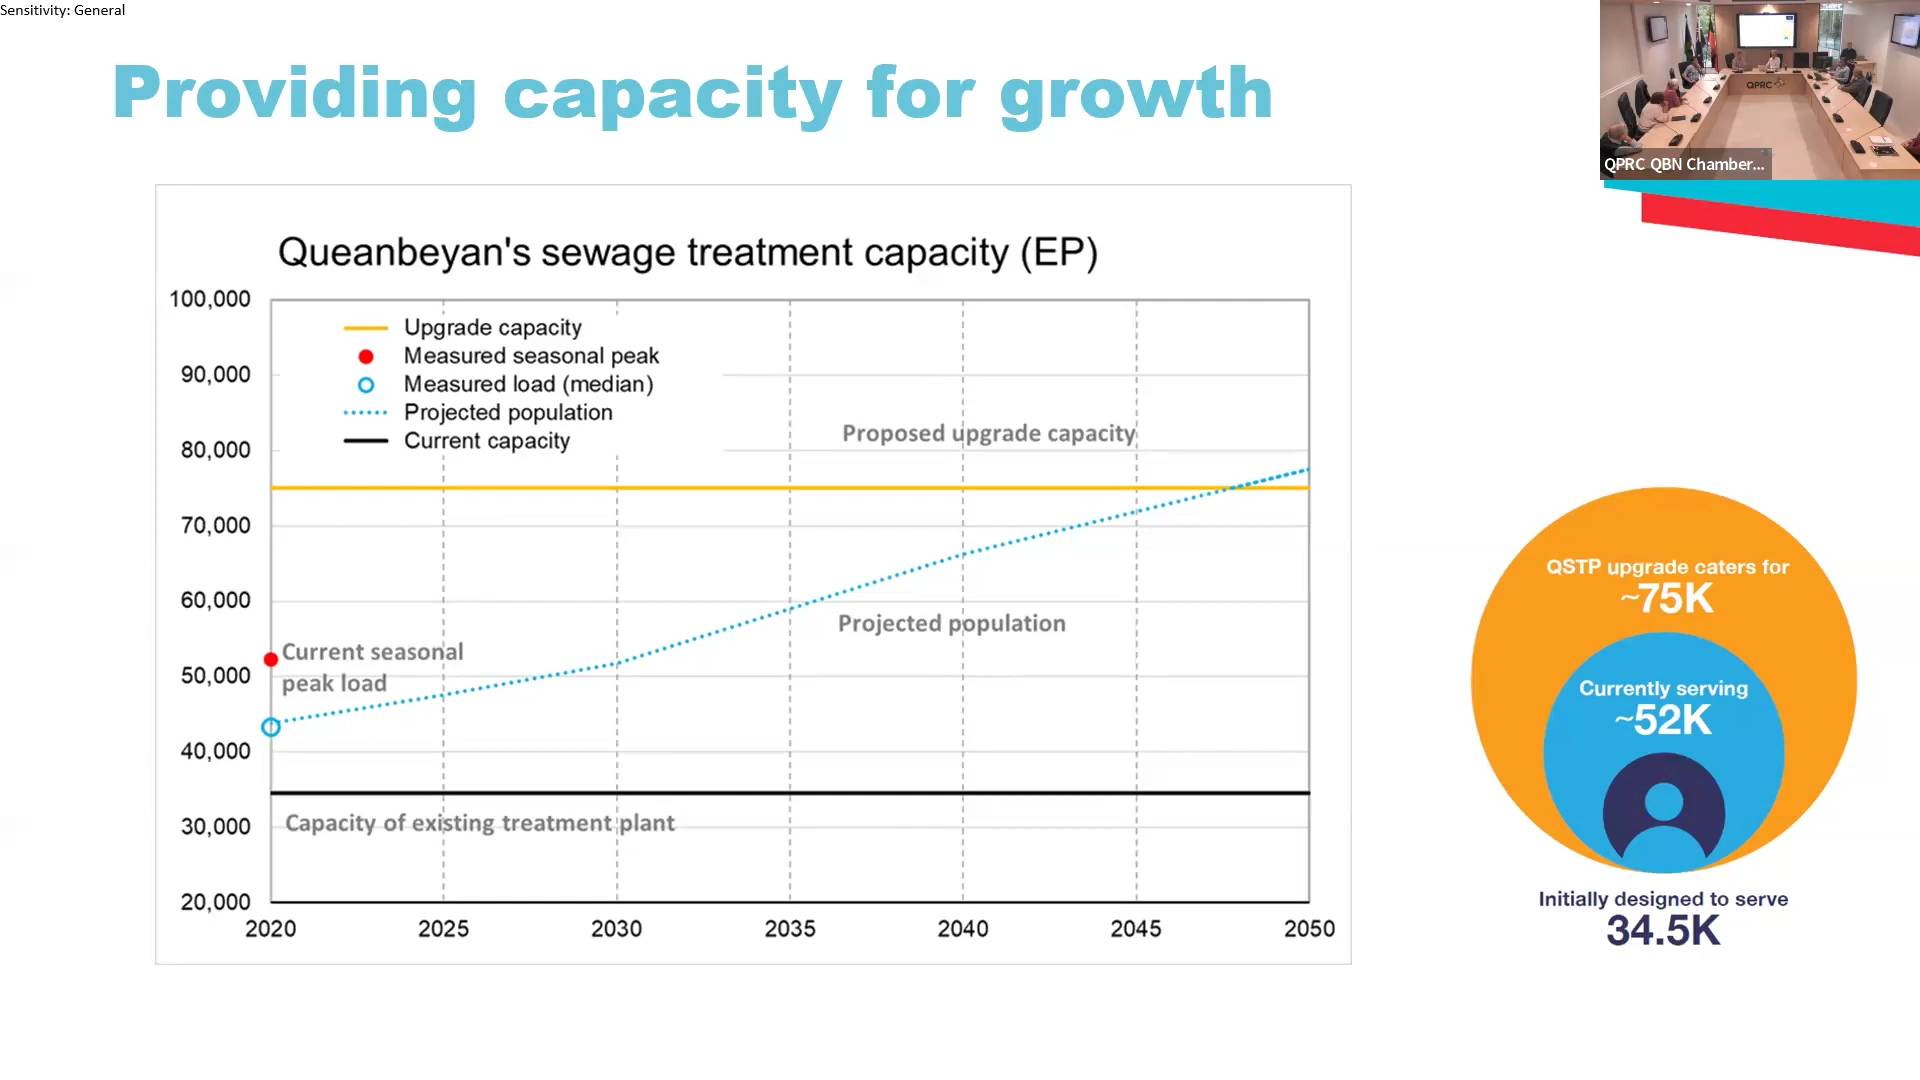 Sensitivity: General
Providing capacity for growth
QPRC
QPRC QBN Chamber...
Queanbeyan's sewage treatment capacity (EP)
100,000
90,000
80,000
70,000
60,000
50,000
40,000
30,000
20,000
Upgrade capacity
Measured seasonal peak
Measured load (median)
Projected population
Current capacity
Proposed upgrade capacity
Projected population
Current seasonal
peak load
Capacity of existing treatment plant
2020
2025
2030
2035
2040
2045
2050
QSTP upgrade caters for
~75K
Currently serving
~52K
Initially designed to serve
34.5K